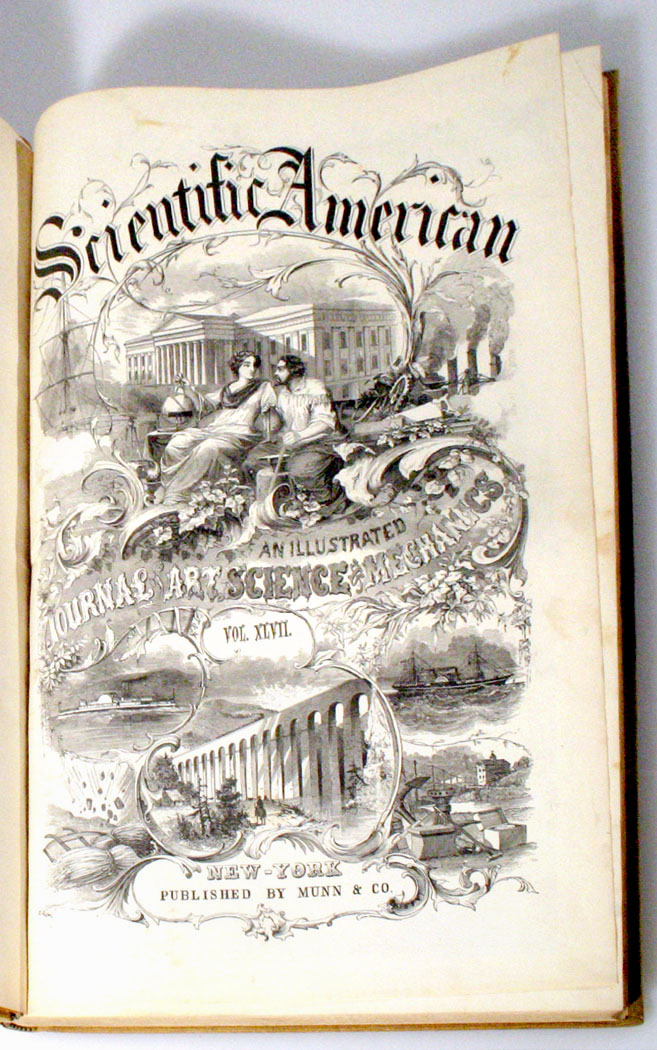 Scientific American
AN ILLUSTRATED
JOURNAL OF ART, SCIENCE AND MECHANICS
VOL. XLVII.
NEW-YORK
PUBLISHED BY MUNN & CO.